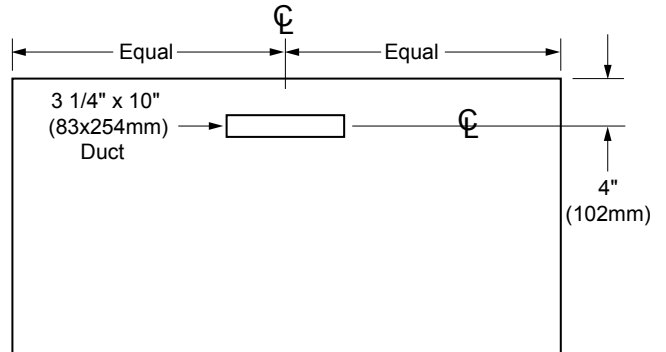 ℄
Equal
Equal
3 1/4" x 10"
(83x254mm)
Duct
℄
4"
(102mm)